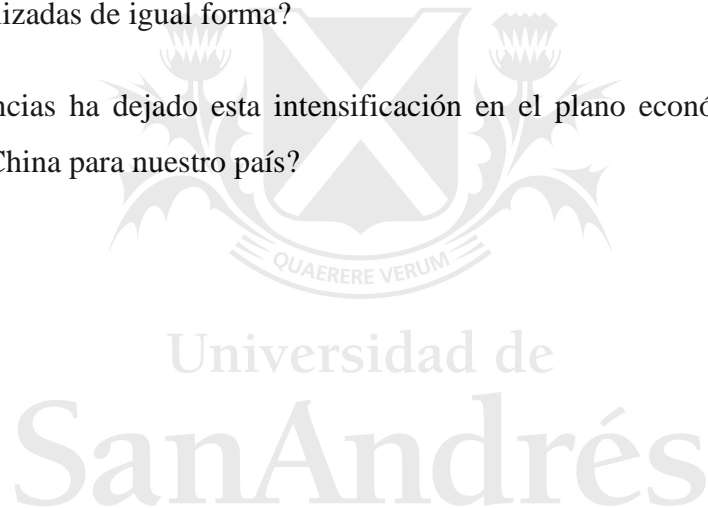 lizadas de igual forma?
ncias ha dejado esta intensificación en el plano econó
China para nuestro país?
QUAERERE VERUM
Universidad de
SanAndrés